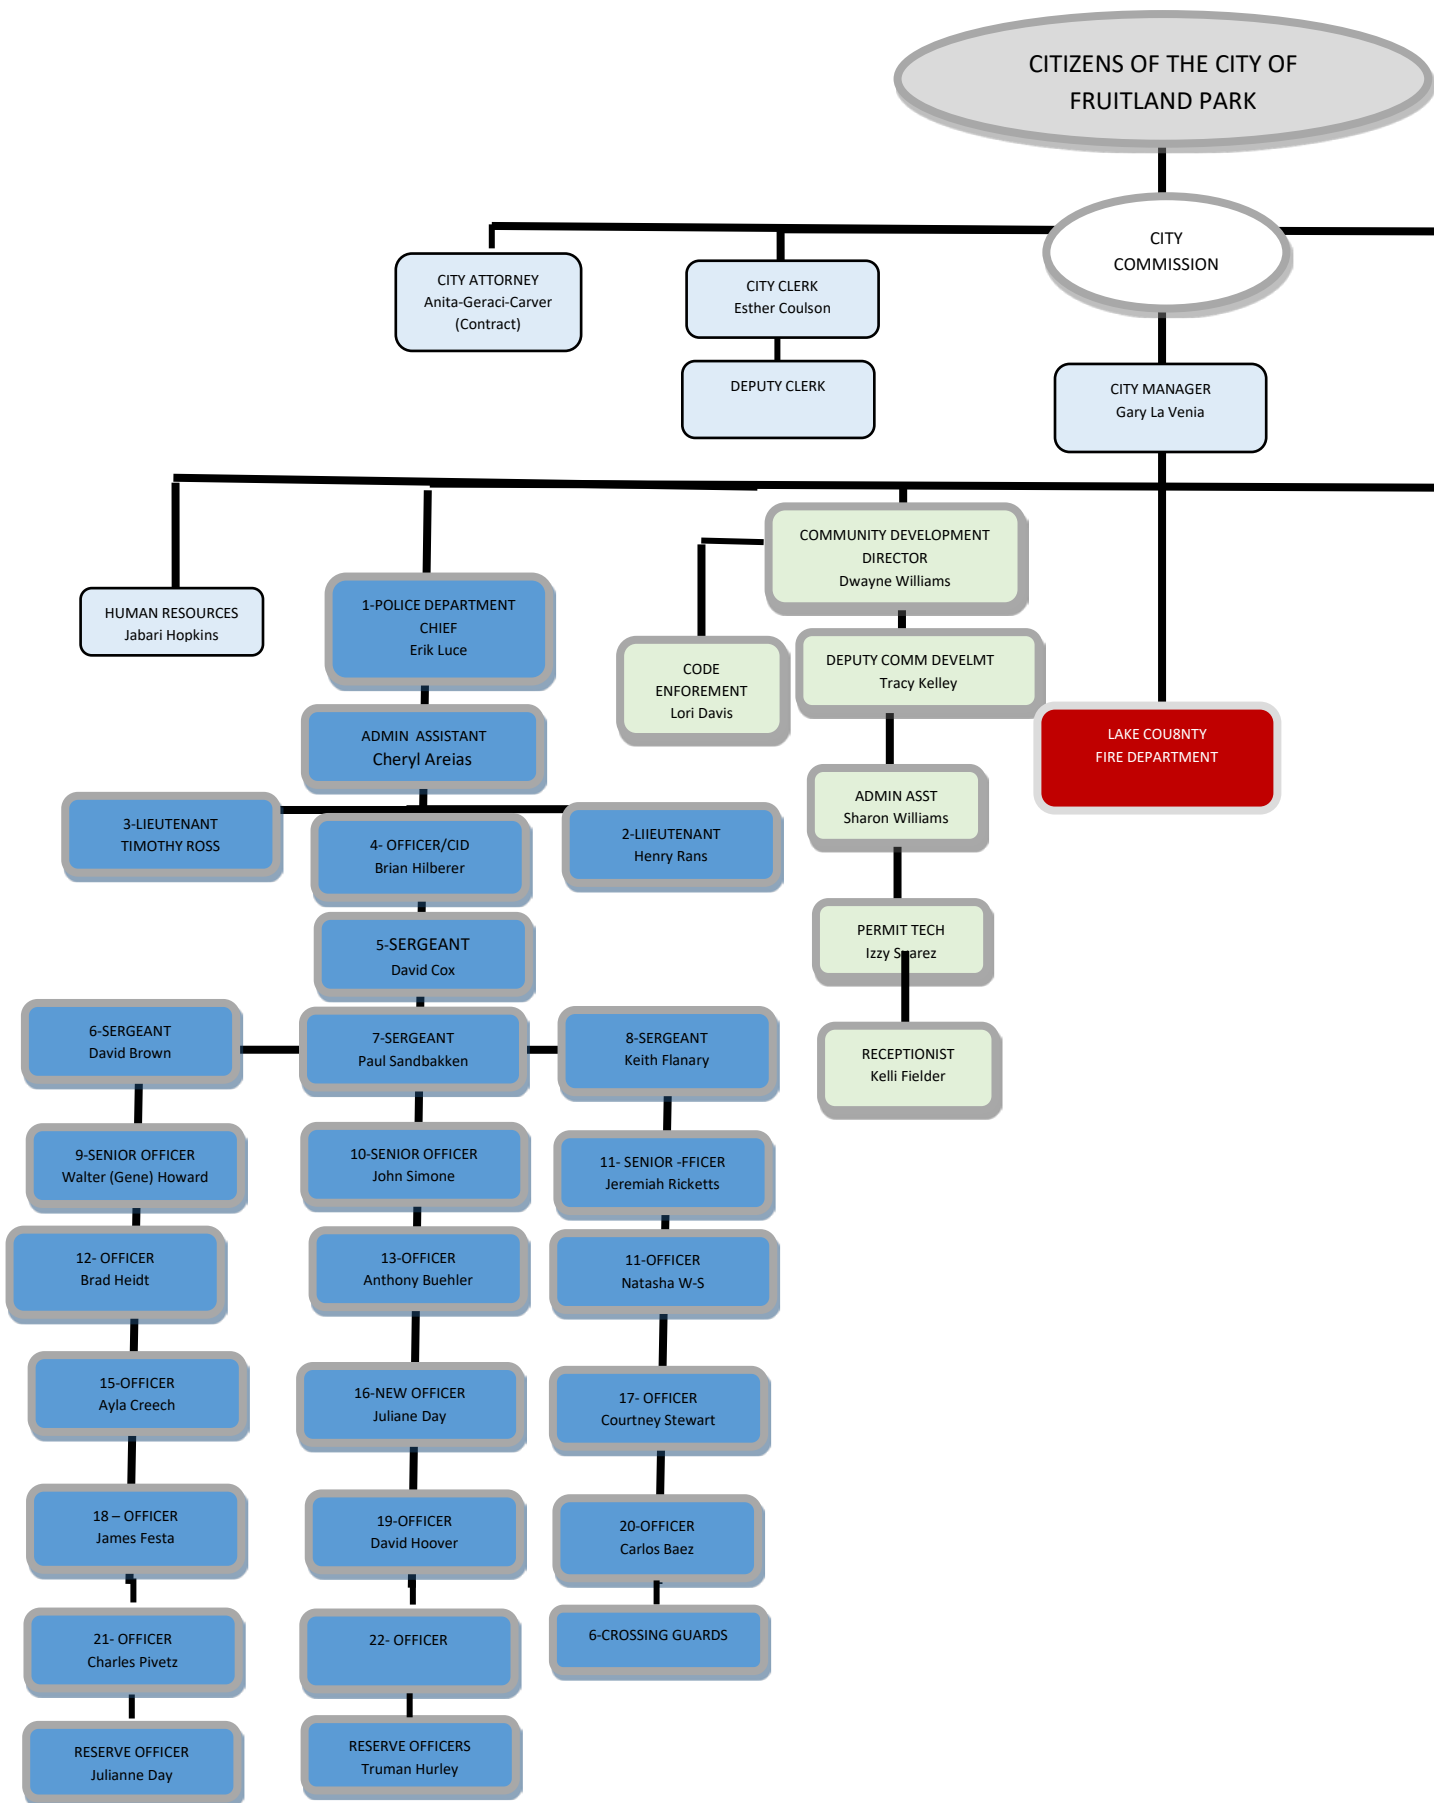 CITIZENS OF THE CITY OF
FRUITLAND PARK
CITY
COMMISSION
CITY ATTORNEY
Anita-Geraci-Carver
(Contract)
CITY CLERK
Esther Coulson
DEPUTY CLERK
CITY MANAGER
Gary La Venia
HUMAN RESOURCES
Jabari Hopkins
1-POLICE DEPARTMENT
CHIEF
Erik Luce
COMMUNITY DEVELOPMENT
DIRECTOR
Dwayne Williams
CODE
ENFOREMENT
Lori Davis
DEPUTY COMM DEVELMT
Tracy Kelley
LAKE COU8NTY
FIRE DEPARTMENT
ADMIN ASSISTANT
Cheryl Areias
ADMIN ASST
Sharon Williams
3-LIEUTENANT
TIMOTHY ROSS
4- OFFICER/CID
Brian Hilberer
2-LIIEUTENANT
Henry Rans
5-SERGEANT
David Cox
PERMIT TECH
Izzy Suarez
6-SERGEANT
David Brown
7-SERGEANT
Paul Sandbakken
8-SERGEANT
Keith Flanary
RECEPTIONIST
Kelli Fielder
9-SENIOR OFFICER
Walter (Gene) Howard
10-SENIOR OFFICER
John Simone
11- SENIOR -FFICER
Jeremiah Ricketts
12- OFFICER
Brad Heidt
13-OFFICER
Anthony Buehler
11-OFFICER
Natasha W-S
15-OFFICER
Ayla Creech
16-NEW OFFICER
Juliane Day
17- OFFICER
Courtney Stewart
18 – OFFICER
James Festa
19-OFFICER
David Hoover
20-OFFICER
Carlos Baez
21- OFFICER
Charles Pivetz
22- OFFICER
6-CROSSING GUARDS
RESERVE OFFICER
Julianne Day
RESERVE OFFICERS
Truman Hurley